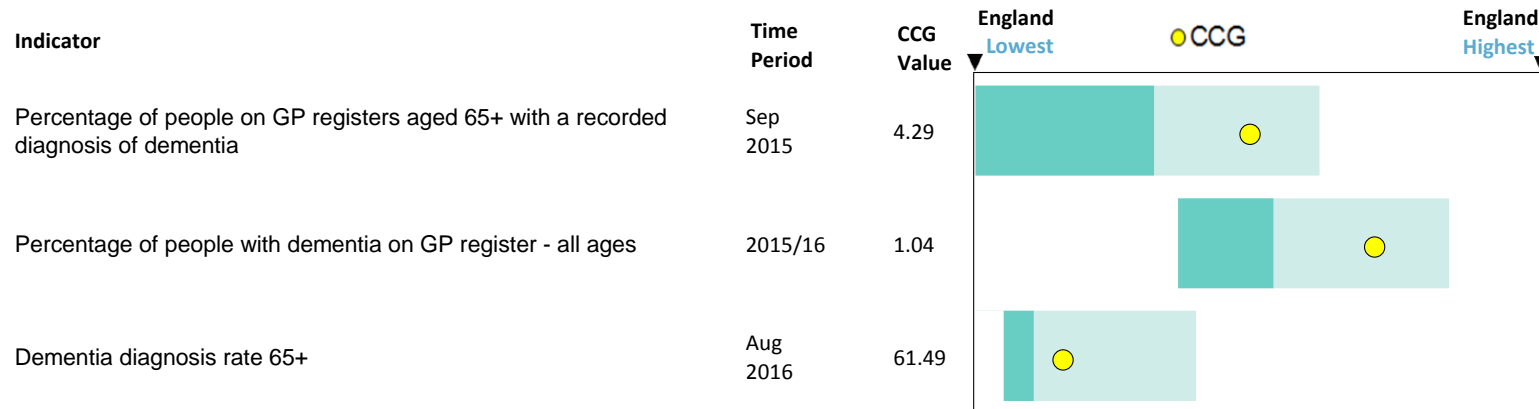 Indicator
Time
Period
CCG
Value
England
Lowest
CCG
England
Highest
Percentage of people on GP registers aged 65+ with a recorded
diagnosis of dementia
Sep
2015
4.29
Percentage of people with dementia on GP register - all ages
2015/16
1.04
Dementia diagnosis rate 65+
Aug
2016
61.49